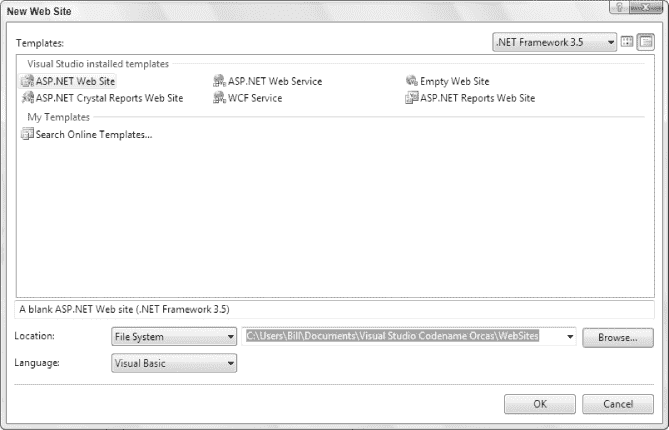 New Web Site
Templates:
.NET Framework 3.5
Visual Studio installed templates
ASP.NET Web Site
ASP.NET Web Service
Empty Web Site
ASP.NET Crystal Reports Web Site
WCF Service
ASP.NET Reports Web Site
My Templates
Search Online Templates...
A blank ASP.NET Web site (.NET Framework 3.5)
Location:
File System
C:\Users\Bill\Documents\Visual Studio Codename Orcas\WebSites
Browse...
Language:
Visual Basic
OK
Cancel